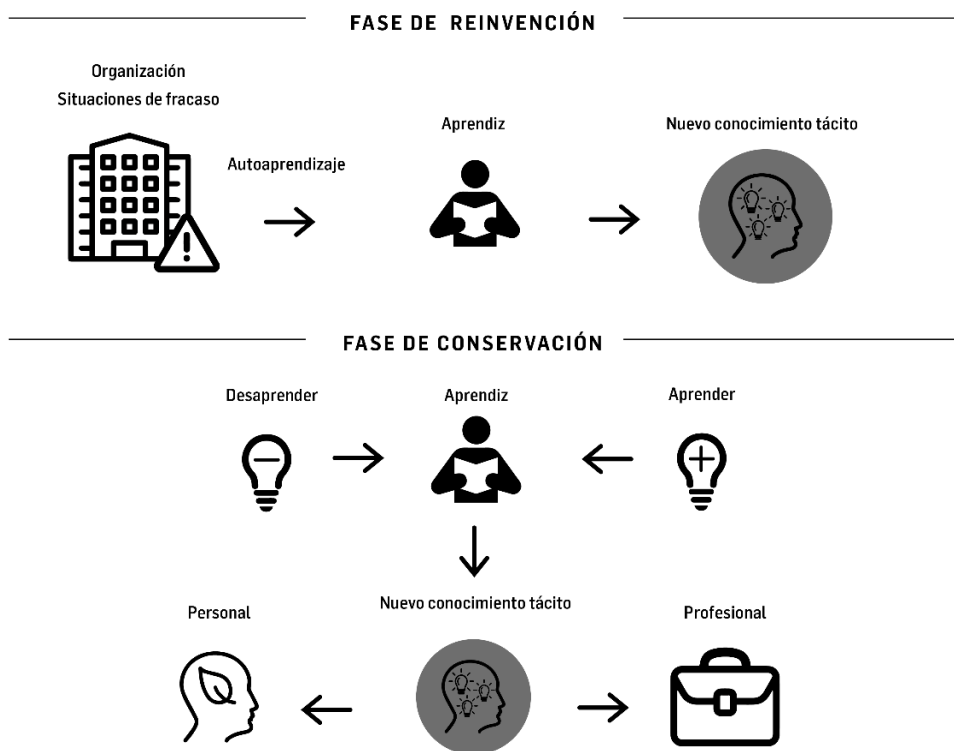 FASE DE REINVENCIÓN
Organización
Situaciones de fracaso
Autoaprendizaje
Aprendiz
Nuevo conocimiento tácito
FASE DE CONSERVACIÓN
Desaprender
Aprendiz
Aprender
Personal
Nuevo conocimiento tácito
Profesional